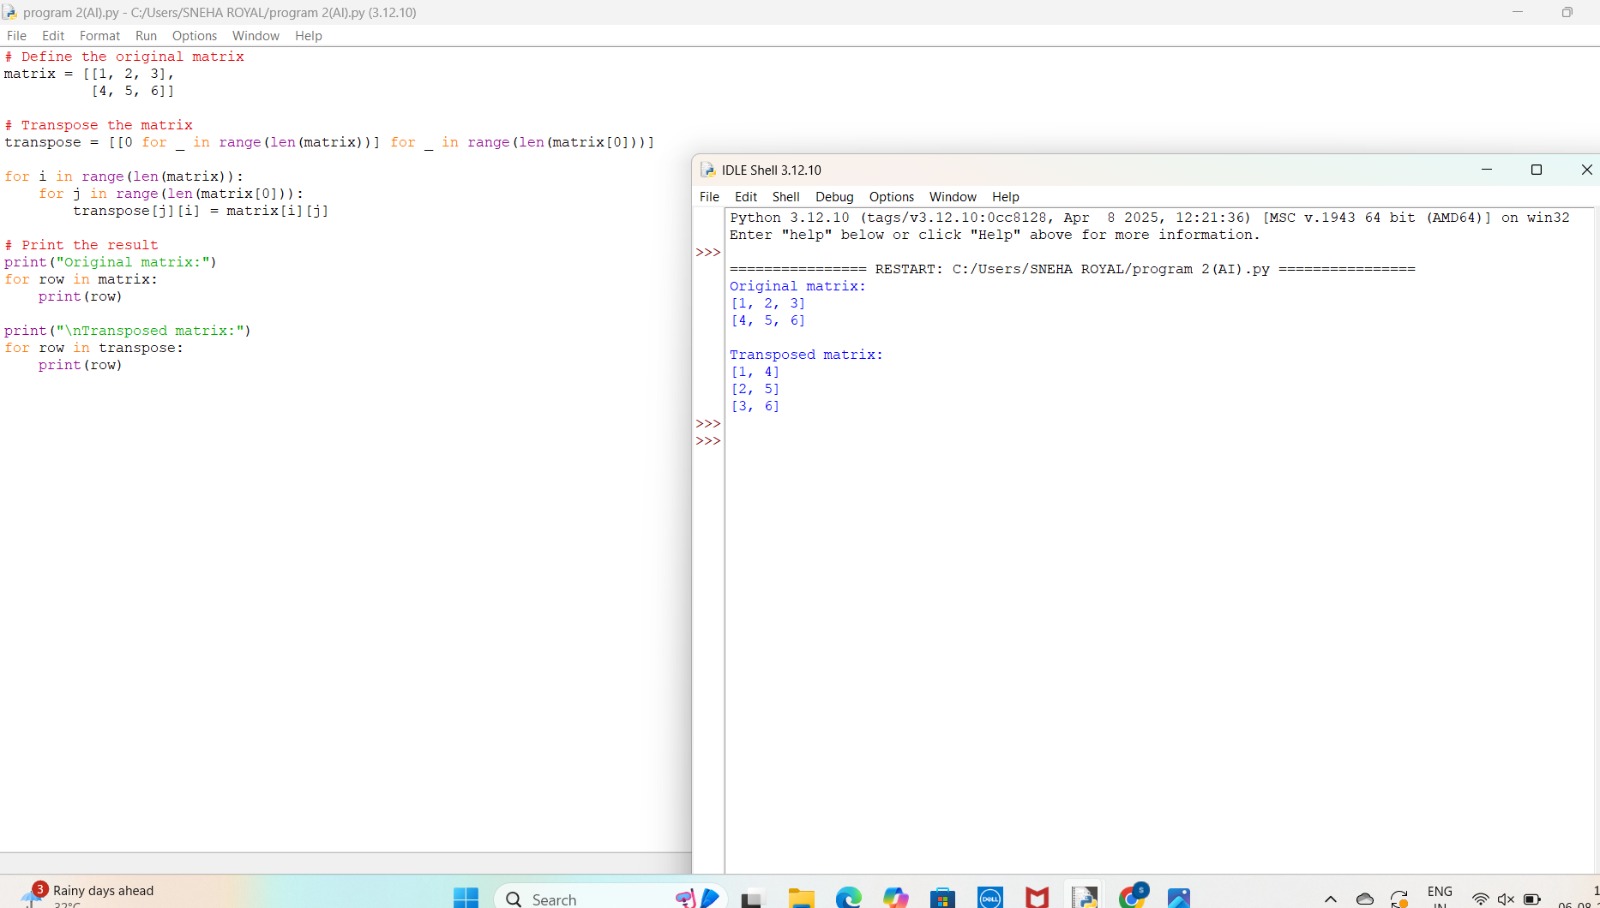 program 2(AI).py - C:/Users/SNEHA ROYAL/program 2(AI).py (3.12.10)
File Edit Format Run Options Window Help
# Define the original matrix
matrix = [[1, 2, 3],
          [4, 5, 6]]
# Transpose the matrix
transpose = [[0 for _ in range(len(matrix))] for _ in range(len(matrix[0]))]
for i in range(len(matrix)):
    for j in range(len(matrix[0])):
        transpose[j][i] = matrix[i][j]
# Print the result
print("Original matrix:")
for row in matrix:
    print(row)
print("\nTransposed matrix:")
for row in transpose:
    print(row)
IDLE Shell 3.12.10
File Edit Shell Debug Options Window Help
Python 3.12.10 (tags/v3.12.10:0cc8128, Apr  8 2025, 12:21:36) [MSC v.1943 64 bit (AMD64)] on win32
Enter "help" below or click "Help" above for more information.
>>>
================ RESTART: C:/Users/SNEHA ROYAL/program 2(AI).py ================
Original matrix:
[1, 2, 3]
[4, 5, 6]
Transposed matrix:
[1, 4]
[2, 5]
[3, 6]
>>>
>>>
3
Rainy days ahead
32°C
Search
DELL
S
ENG
IN
06-08